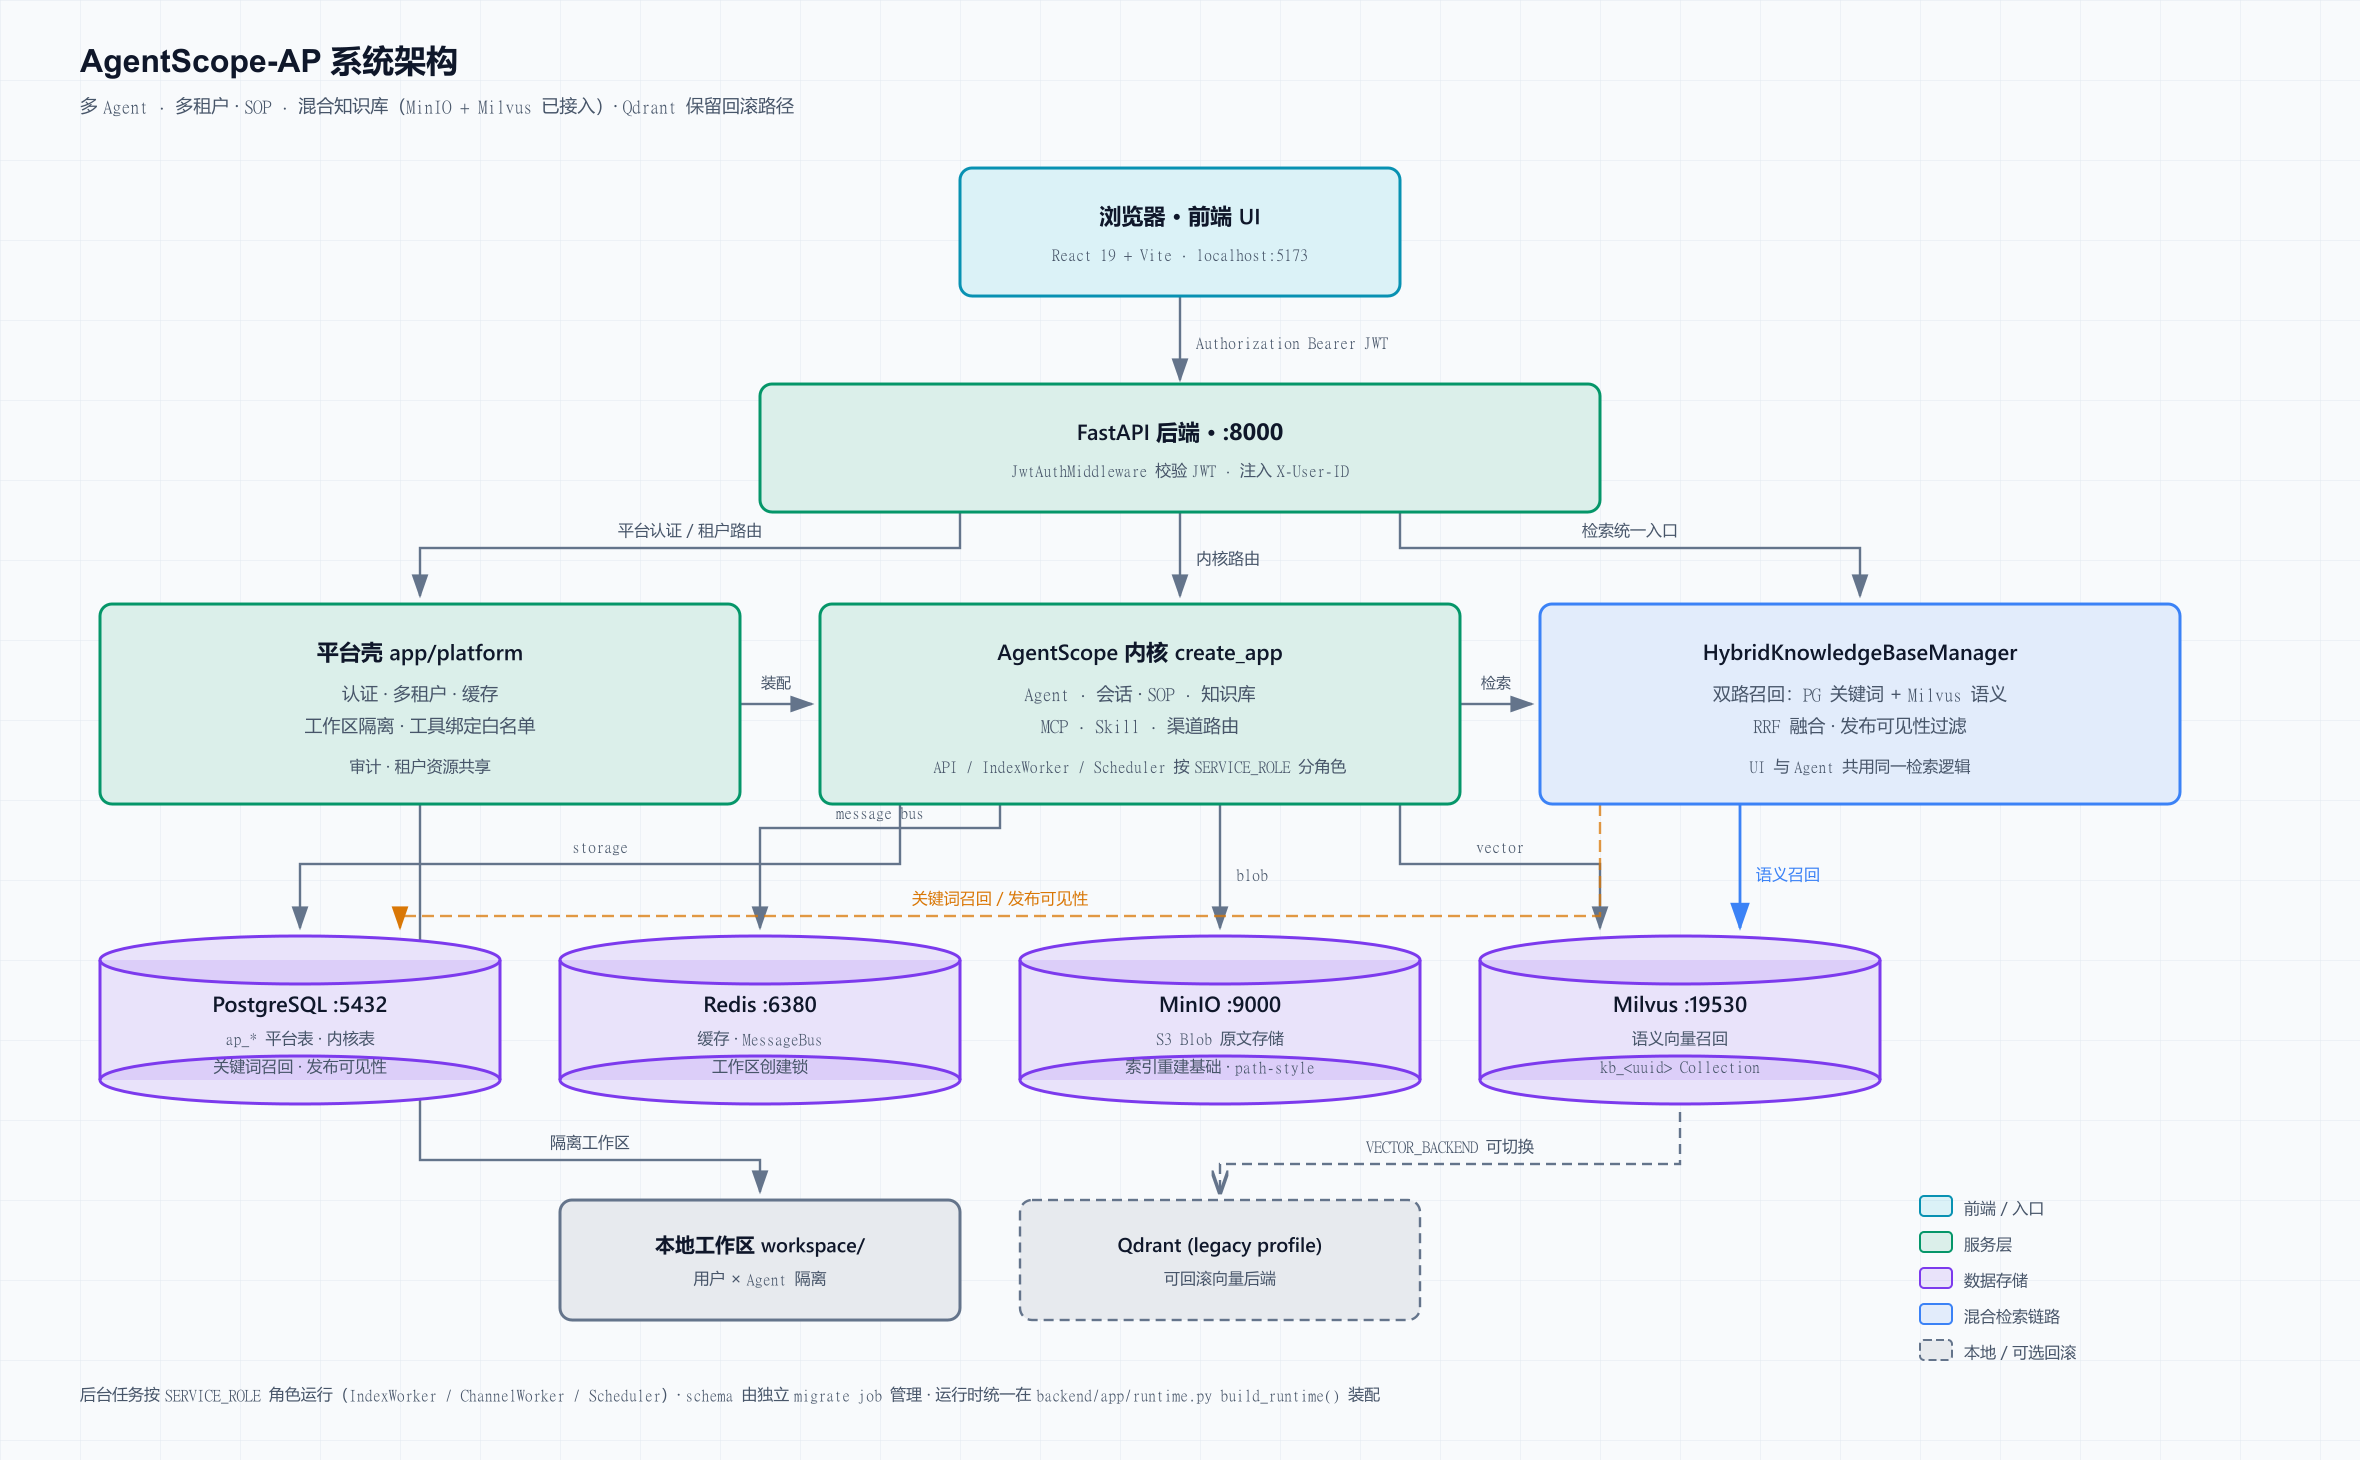 AgentScope-AP 系统架构
多 Agent · 多租户 · SOP · 混合知识库（MinIO + Milvus 已接入）· Qdrant 保留回滚路径
浏览器 • 前端 UI
React 19 + Vite · localhost:5173
Authorization Bearer JWT
FastAPI 后端 • :8000
JwtAuthMiddleware 校验 JWT · 注入 X-User-ID
平台认证 / 租户路由
内核路由
检索统一入口
平台壳 app/platform
认证 · 多租户 · 缓存
工作区隔离 · 工具绑定白名单
审计 · 租户资源共享
装配
AgentScope 内核 create_app
Agent · 会话 · SOP · 知识库
MCP · Skill · 渠道路由
API / IndexWorker / Scheduler 按 SERVICE_ROLE 分角色
检索
HybridKnowledgeBaseManager
双路召回：PG 关键词 + Milvus 语义
RRF 融合 · 发布可见性过滤
UI 与 Agent 共用同一检索逻辑
message bus
storage
blob
vector
语义召回
关键词召回 / 发布可见性
PostgreSQL :5432
ap_* 平台表 · 内核表
关键词召回 · 发布可见性
Redis :6380
缓存 · MessageBus
工作区创建锁
MinIO :9000
S3 Blob 原文存储
索引重建基础 · path-style
Milvus :19530
语义向量召回
kb_<uuid> Collection
隔离工作区
VECTOR_BACKEND 可切换
本地工作区 workspace/
用户 × Agent 隔离
Qdrant (legacy profile)
可回滚向量后端
前端 / 入口
服务层
数据存储
混合检索链路
本地 / 可选回滚
后台任务按 SERVICE_ROLE 角色运行（IndexWorker / ChannelWorker / Scheduler）· schema 由独立 migrate job 管理 · 运行时统一在 backend/app/runtime.py build_runtime() 装配